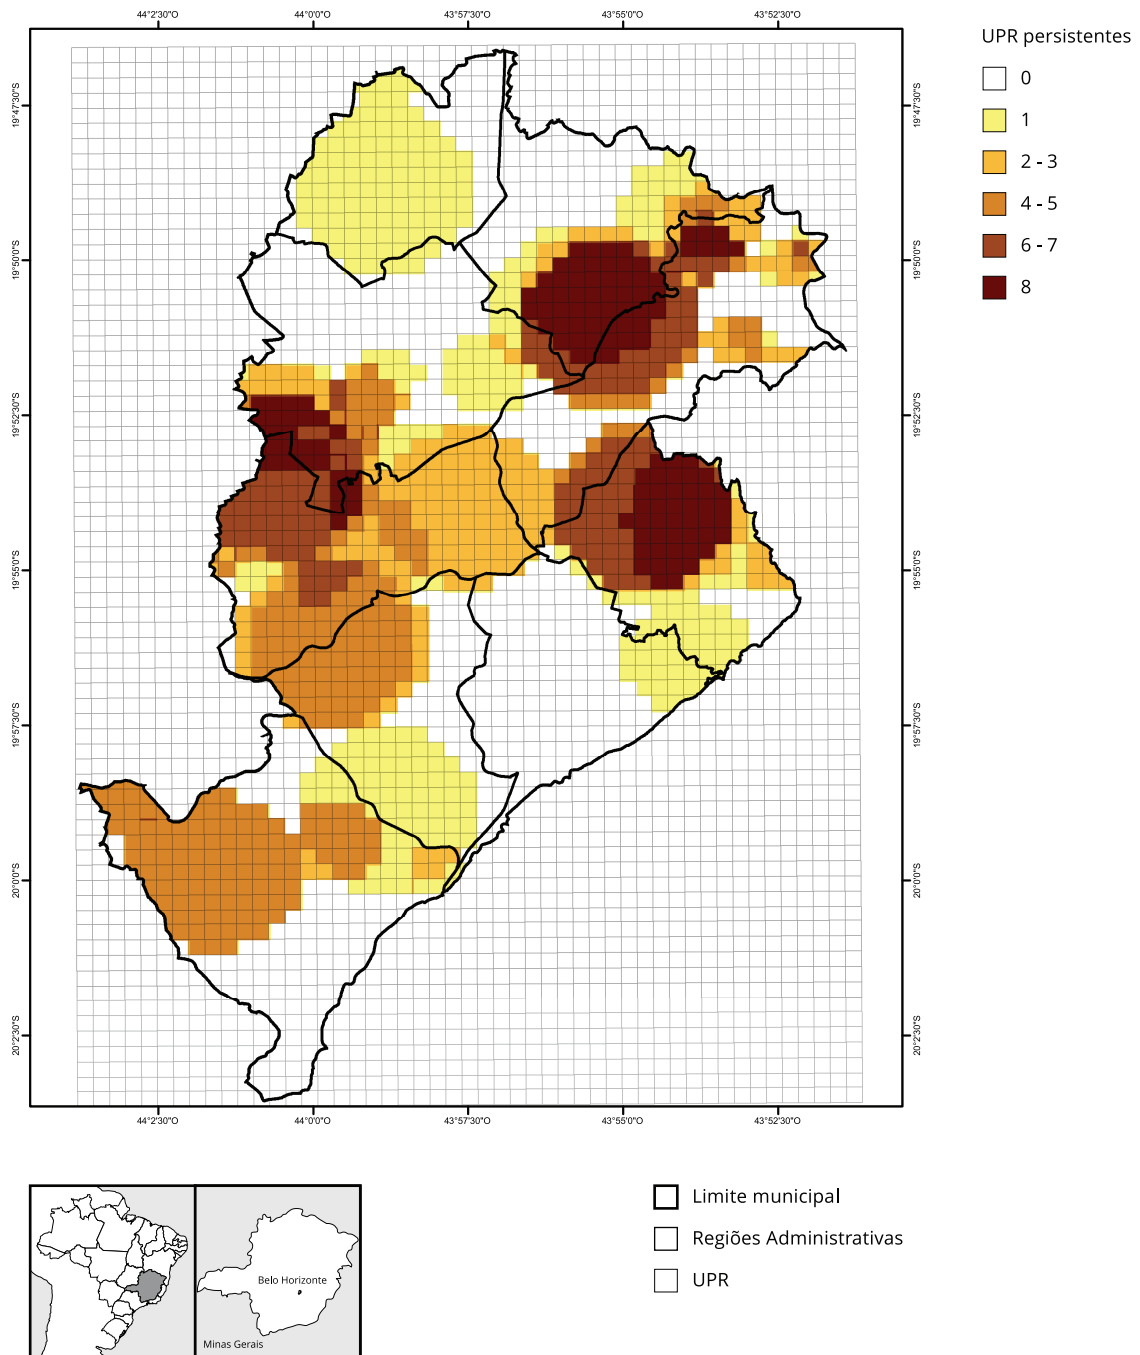 44°2'30"O 44°0'0"O 43°57'30"O 43°55'0"O 43°52'30"O
UPR persistentes
0
1
2 - 3
4 - 5
6 - 7
8
19°47'30"S 19°47'30"S
19°50'0"S 19°50'0"S
19°52'30"S 19°52'30"S
19°55'0"S 19°55'0"S
19°57'30"S 19°57'30"S
20°0'0"S 20°0'0"S
20°2'30"S 20°2'30"S
44°2'30"O 44°0'0"O 43°57'30"O 43°55'0"O 43°52'30"O
Limite municipal
Regiões Administrativas
UPR
Belo Horizonte
Minas Gerais